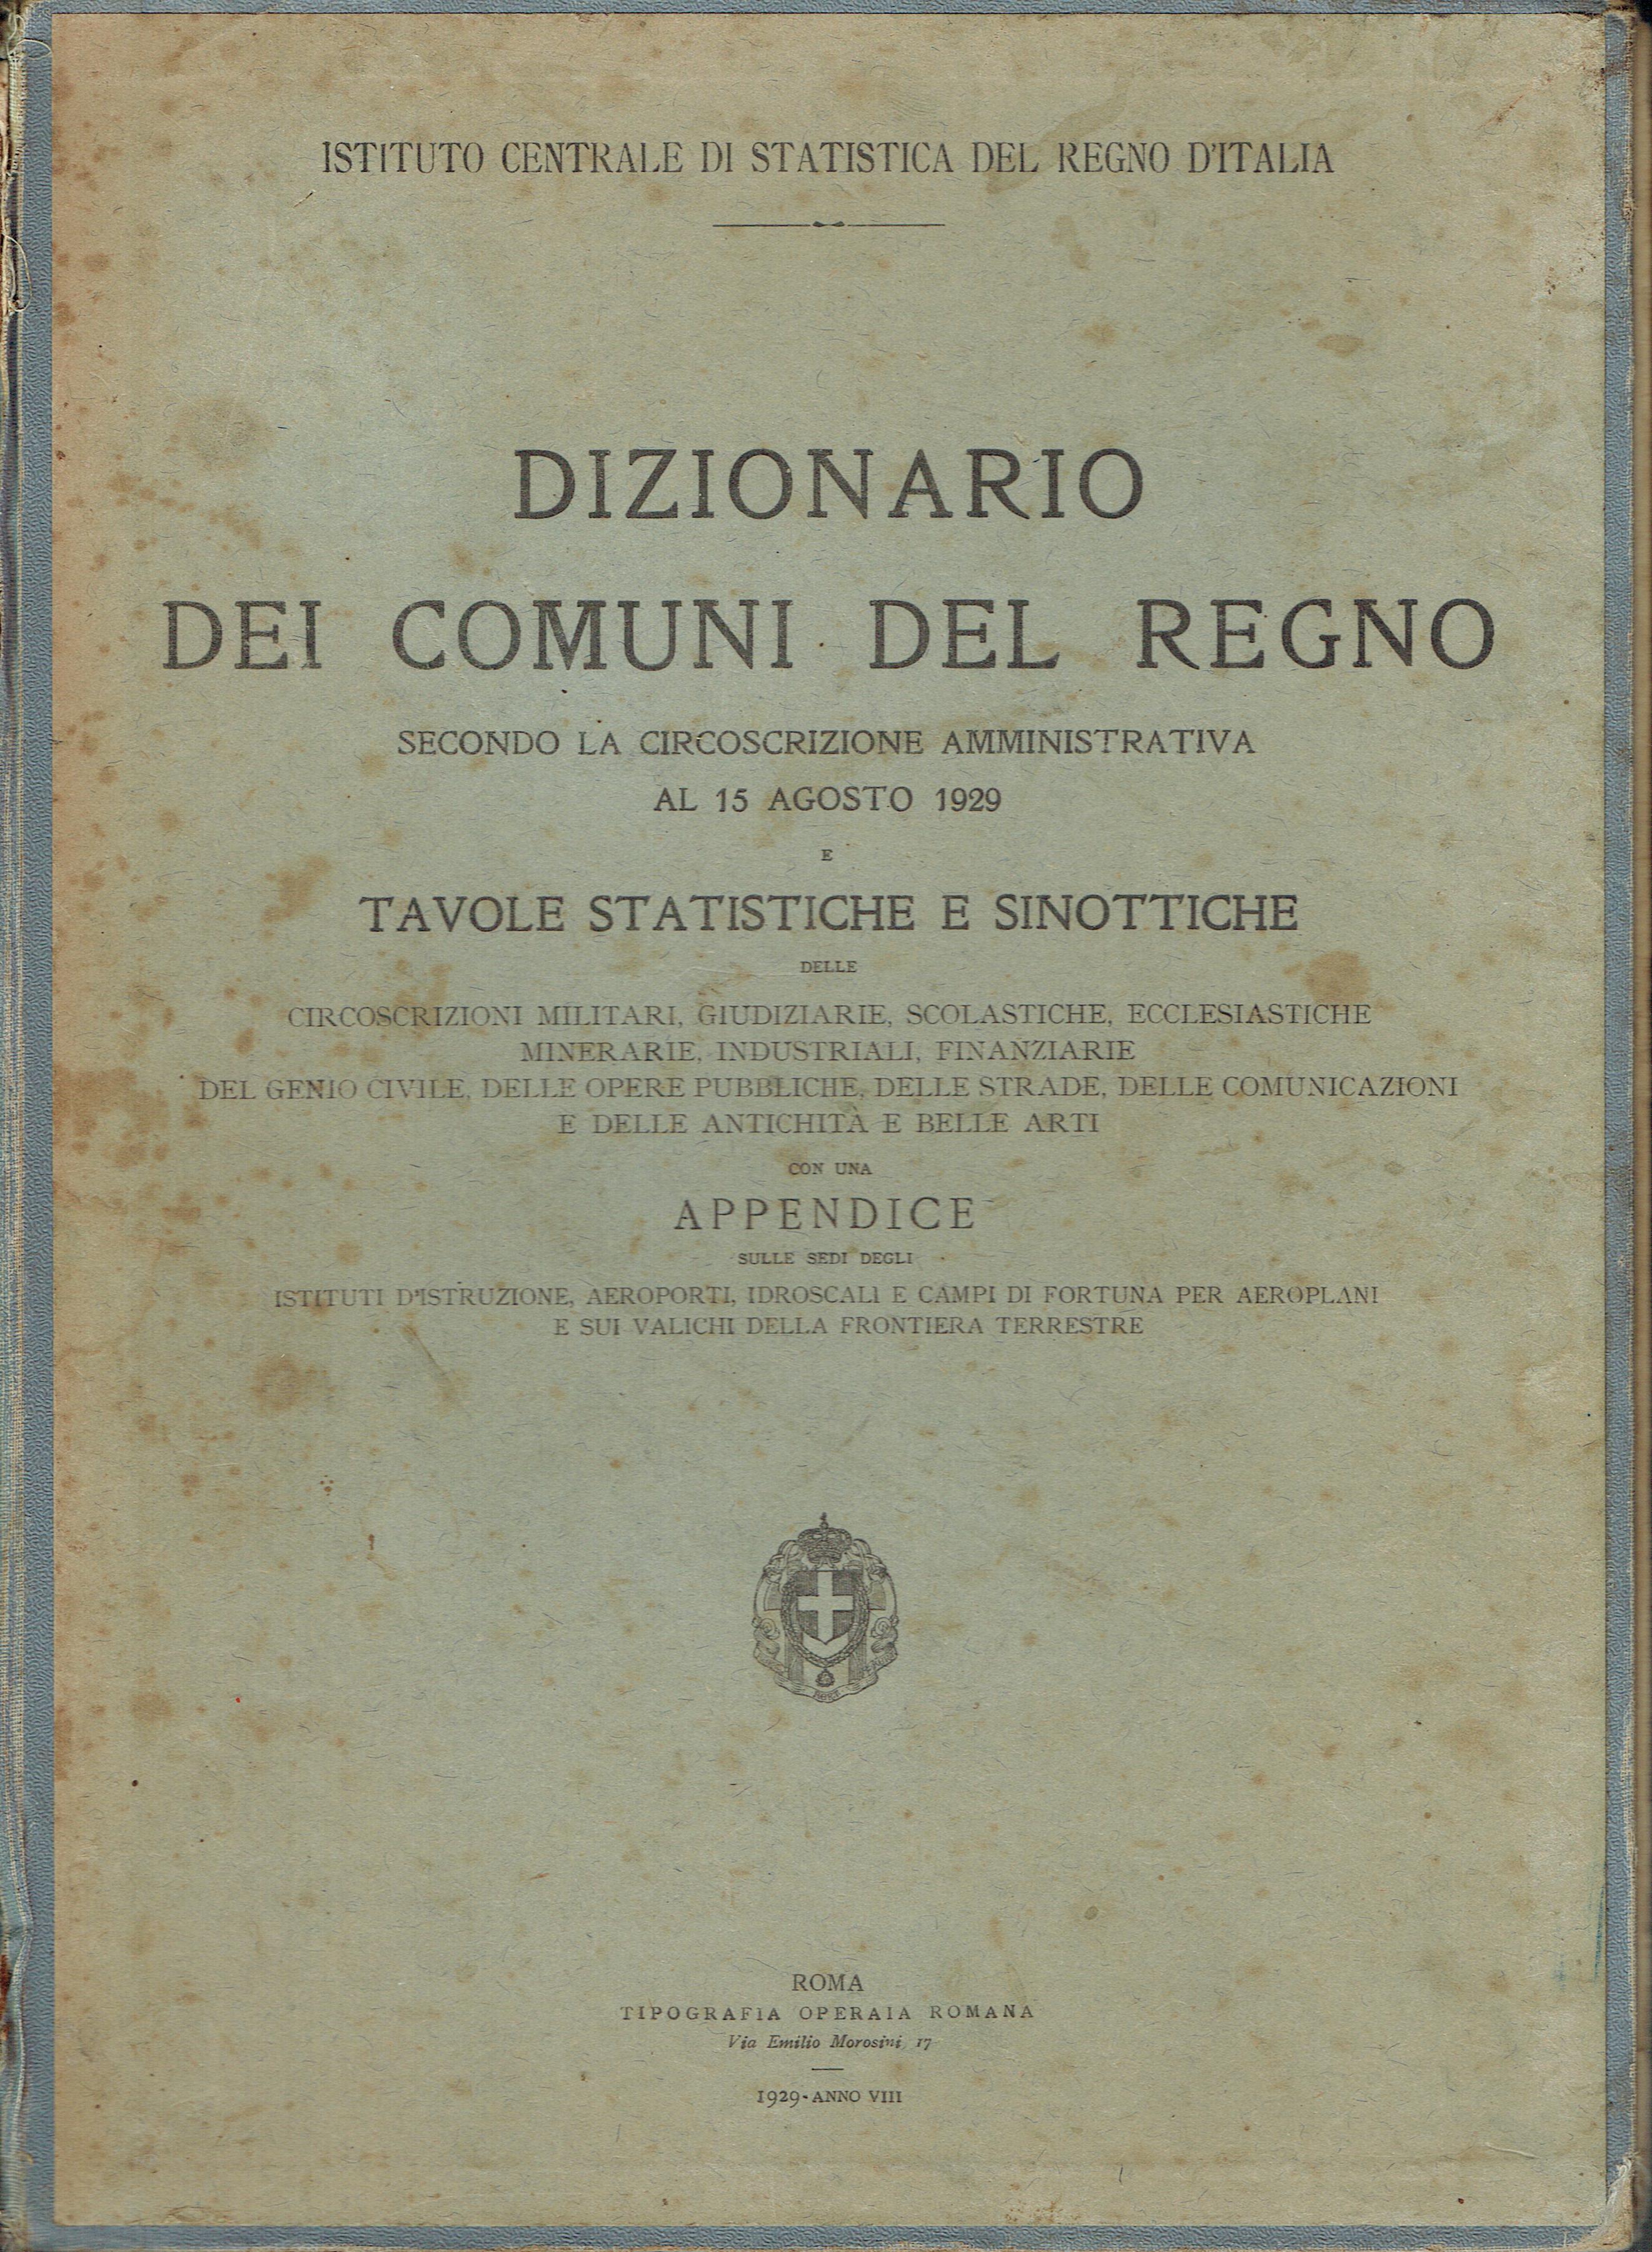 ISTITUTO CENTRALE DI STATISTICA DEL REGNO D'ITALIA
DIZIONARIO
DEI COMUNI DEL REGNO
SECONDO LA CIRCOSCRIZIONE AMMINISTRATIVA
AL 15 AGOSTO 1929
E
TAVOLE STATISTICHE E SINOTTICHE
DELLE
CIRCOSCRIZIONI MILITARI, GIUDIZIARIE, SCOLASTICHE, ECCLESIASTICHE
MINERARIE, INDUSTRIALI, FINANZIARIE
DEL GENIO CIVILE, DELLE OPERE PUBBLICHE, DELLE STRADE, DELLE COMUNICAZIONI
E DELLE ANTICHITÀ E BELLE ARTI
CON UNA
APPENDICE
SULLE SEDI DEGLI
ISTITUTI D'ISTRUZIONE, AEROPORTI, IDROSCALI E CAMPI DI FORTUNA PER AEROPLANI
E SUI VALICHI DELLA FRONTIERA TERRESTRE
ROMA
TIPOGRAFIA OPERAIA ROMANA
Via Emilio Morosini, 17
1929 - ANNO VIII